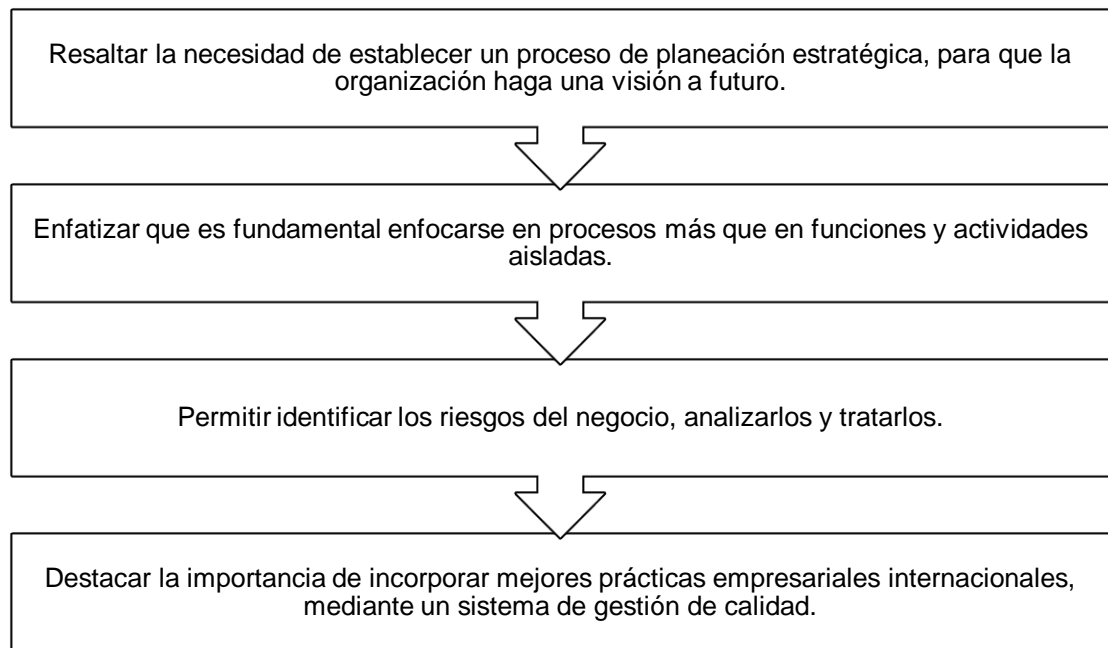 Resaltar la necesidad de establecer un proceso de planeación estratégica, para que la
organización haga una visión a futuro.
Enfatizar que es fundamental enfocarse en procesos más que en funciones y actividades
aisladas.
Permitir identificar los riesgos del negocio, analizarlos y tratarlos.
Destacar la importancia de incorporar mejores prácticas empresariales internacionales,
mediante un sistema de gestión de calidad.